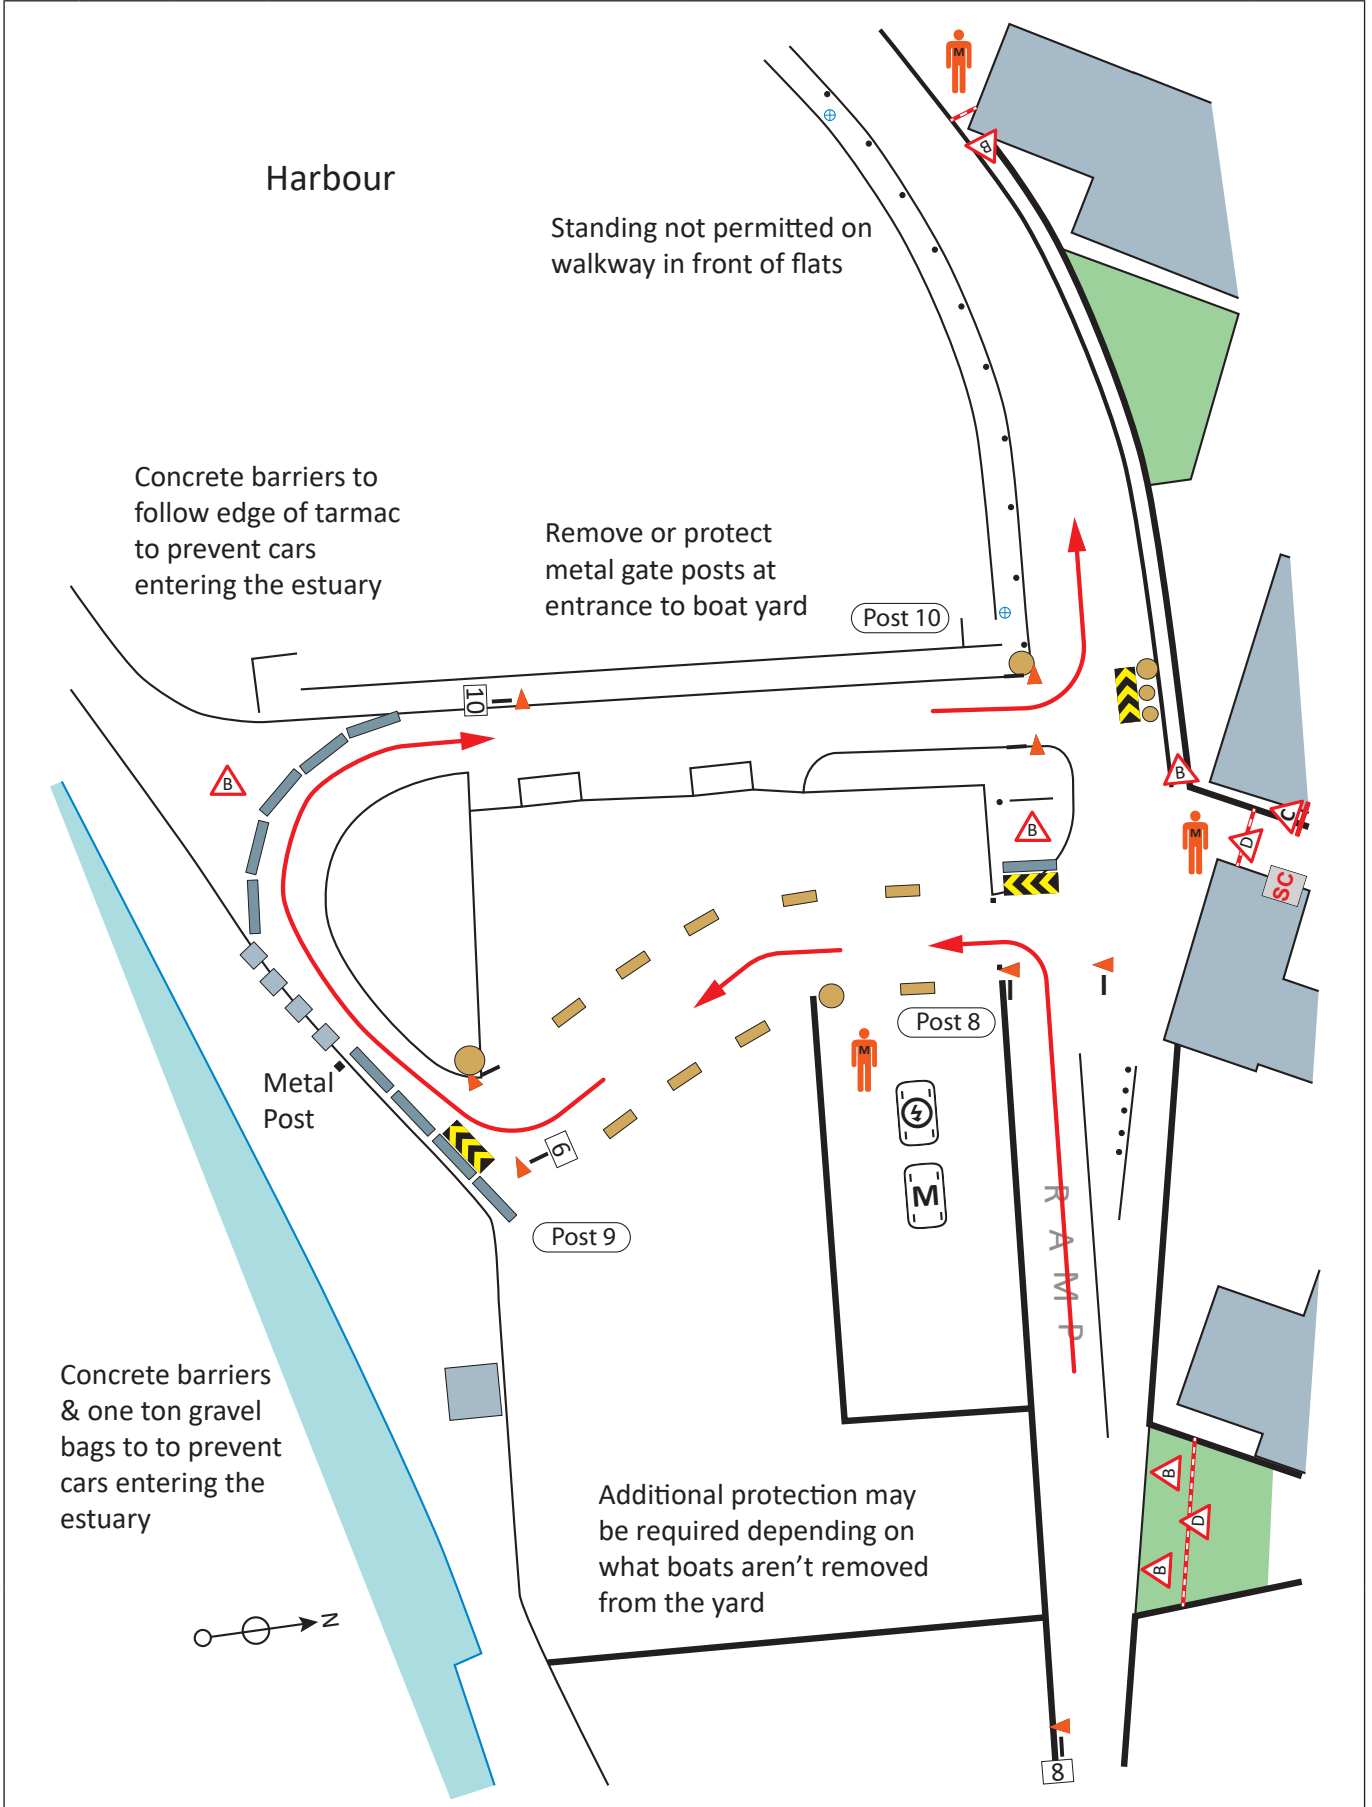 M
B
Harbour
Standing not permitted on
walkway in front of flats
Concrete barriers to
follow edge of tarmac
to prevent cars
entering the estuary
Remove or protect
metal gate posts at
entrance to boat yard
Post 10
10
B
B
B
C
D
M
SC
Post 8
M
Metal
Post
M
9
Post 9
RAMP
Concrete barriers
& one ton gravel
bags to to prevent
cars entering the
estuary
Additional protection may
be required depending on
what boats aren't removed
from the yard
B
D
B
N
8